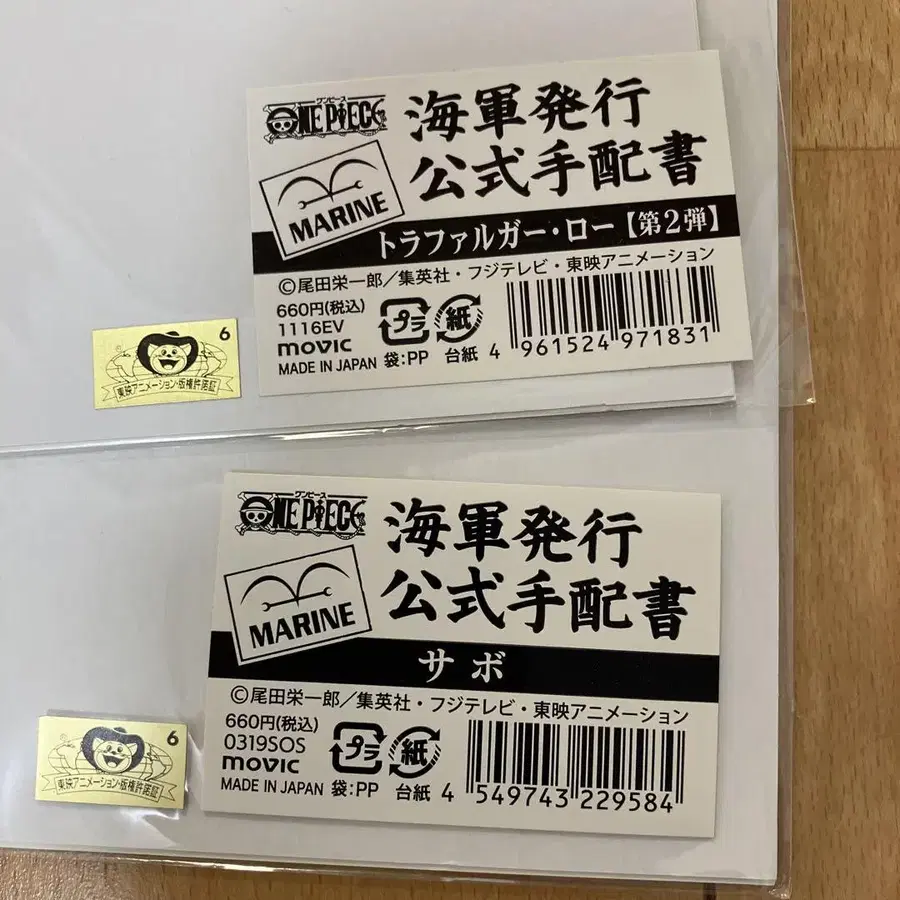 ワンピース
ONE PIECE
海軍発行
公式手配書
MARINE
トラファルガー・ロー【第2弾】
©尾田栄一郎／集英社・フジテレビ・東映アニメーション
660円(税込)
1116EV
movic
MADE IN JAPAN
プラ
袋:PP
紙
台紙
4 961524 971831
6
東映アニメーション・版権許諾証
ワンピース
ONE PIECE
海軍発行
公式手配書
MARINE
サボ
©尾田栄一郎／集英社・フジテレビ・東映アニメーション
660円(税込)
0319SOS
movic
MADE IN JAPAN
プラ
袋:PP
紙
台紙
4 549743 229584
6
東映アニメーション・版権許諾証